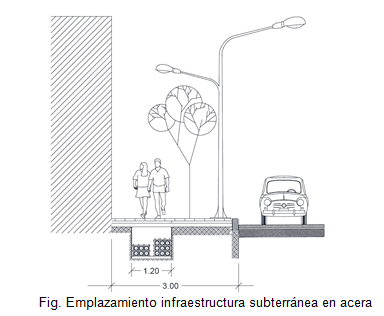 1.20
3.00
Fig. Emplazamiento infraestructura subterránea en acera